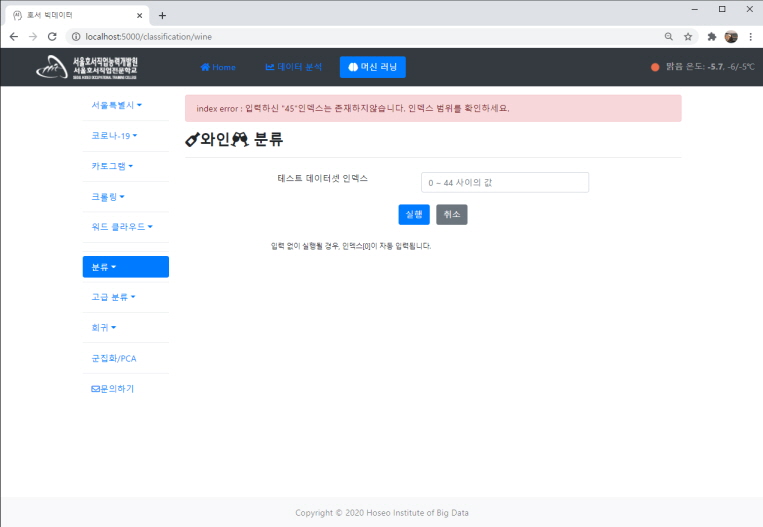 호서 빅데이터
localhost:5000/classification/wine
서울호서직업능력개발원
서울호서직업전문학교
Home
데이터 분석
머신 러닝
맑음 온도: -5.7, -6/-5℃
서울특별시
코로나-19
카토그램
크롤링
워드 클라우드
분류
고급 분류
회귀
군집화/PCA
문의하기
index error : 입력하신 "45"인덱스는 존재하지않습니다. 인덱스 범위를 확인하세요.
와인 분류
테스트 데이터셋 인덱스
0 ~ 44 사이의 값
실행
취소
입력 없이 실행될 경우, 인덱스[0]이 자동 입력됩니다.
Copyright © 2020 Hoseo Institute of Big Data